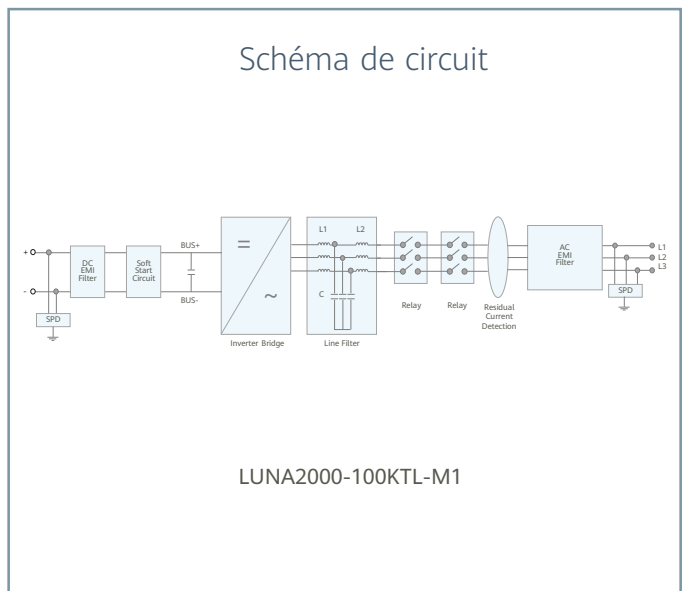 Schéma de circuit
+
-
SPD
DC
EMI
Filter
Soft
Start
Circuit
BUS+
BUS-
=
~
Inverter Bridge
L1
L2
C
Line Filter
Relay
Relay
Residual
Current
Detection
AC
EMI
Filter
L1
L2
L3
SPD
LUNA2000-100KTL-M1